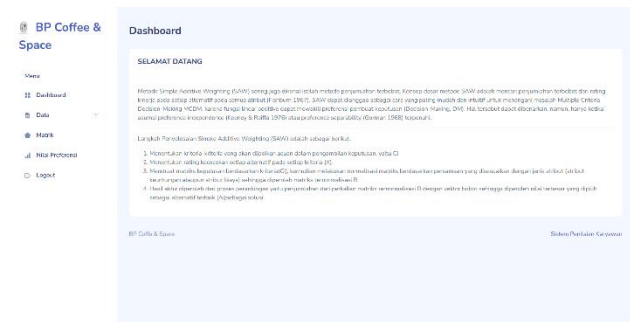 BP Coffee &
Space
Menu
Dashboard
Data
Matrik
Nilai Preferensi
Logout
Dashboard
SELAMAT DATANG
Metode Simple Additive Weighting (SAW) sering juga dikenal istilah metode penjumlahan terbobot. Konsep dasar metode SAW adalah mencari penjumlahan terbobot dari rating
kinerja pada setiap alternatif pada semua atribut (Fishburn 1967). SAW dapat dianggap sebagai cara yang paling mudah dan intuitif untuk menangani masalah Multiple Criteria
Decision-Making MCDM, karena fungsi linear additive dapat mewakili preferensi pembuat keputusan (Decision-Making, DM). Hal tersebut dapat dibenarkan, namun, hanya ketika
asumsi preference independence (Keeney & Raiffa 1976) atau preference separability (Gorman 1968) terpenuhi.
Langkah Penyelesaian Simple Additive Weighting (SAW) adalah sebagai berikut:
1. Menentukan kriteria-kriteria yang akan dijadikan acuan dalam pengambilan keputusan, yaitu Ci
2. Menentukan rating kecocokan setiap alternatif pada setiap kriteria (X).
3. Membuat matriks keputusan berdasarkan kriteria(Ci), kemudian melakukan normalisasi matriks berdasarkan persamaan yang disesuaikan dengan jenis atribut (atribut
keuntungan ataupun atribut biaya) sehingga diperoleh matriks ternormalisasi R.
4. Hasil akhir diperoleh dari proses perankingan yaitu penjumlahan dari perkalian matriks ternormalisasi R dengan vektor bobot sehingga diperoleh nilai terbesar yang dipilih
sebagai alternatif terbaik (Ai)sebagai solusi
BP Coffe & Space
Sistem Penilaian Karyawan